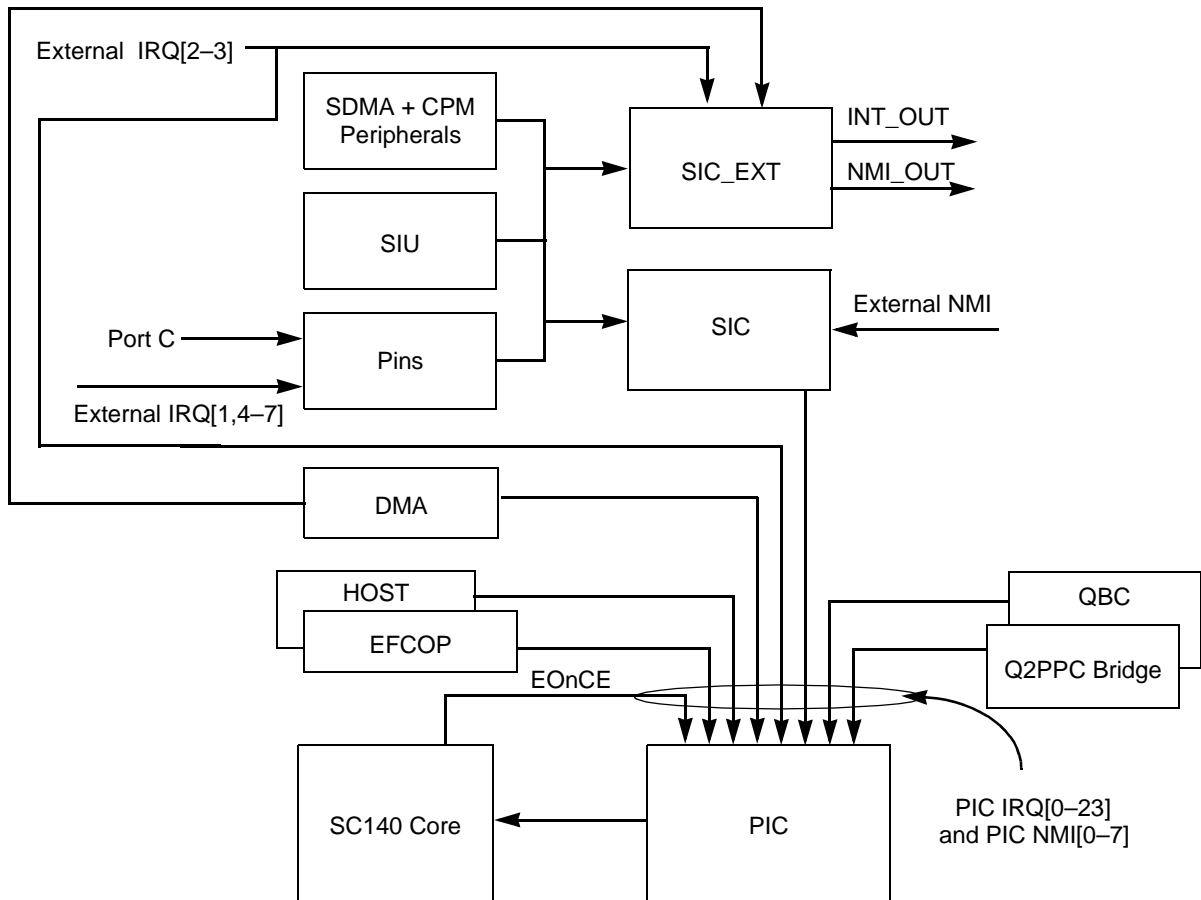 External IRQ[2–3]
SDMA + CPM
Peripherals
SIC_EXT
INT_OUT
NMI_OUT
SIU
SIC
External NMI
Port C
Pins
External IRQ[1,4–7]
DMA
HOST
EFCOP
QBC
Q2PPC Bridge
EOnCE
SC140 Core
PIC
PIC IRQ[0–23]
and PIC NMI[0–7]